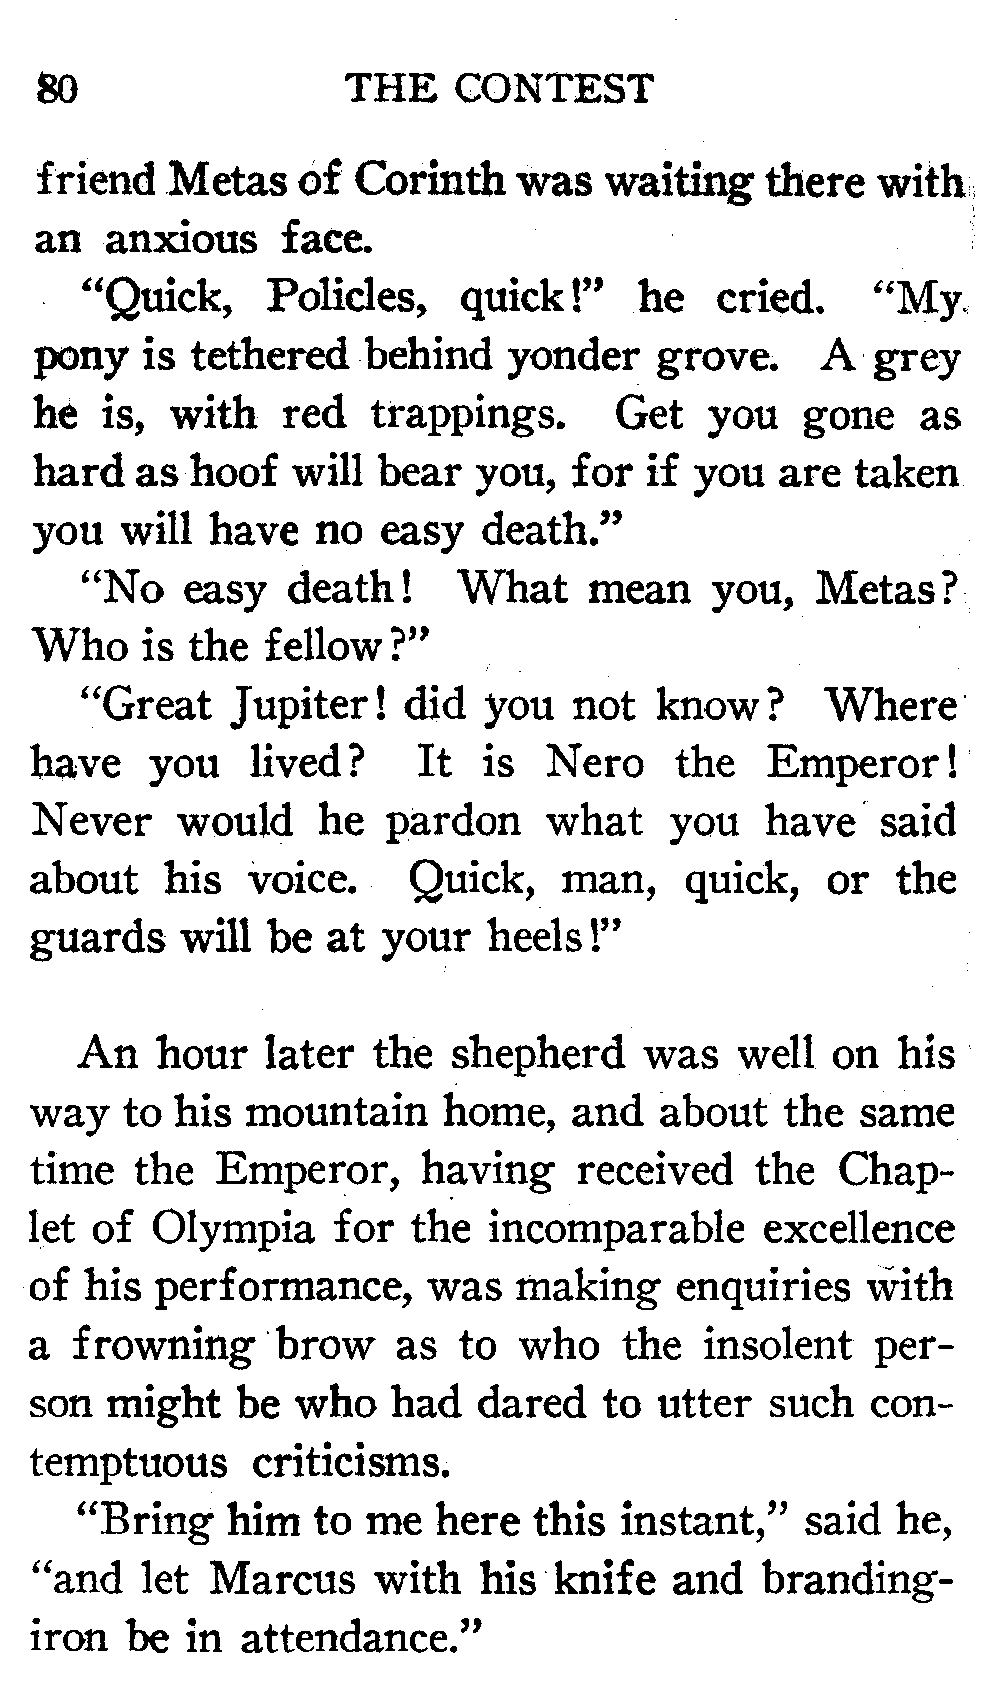 80 THE CONTEST
friend Metas of Corinth was waiting there with
an anxious face.
“Quick, Policles, quick!” he cried. “My
pony is tethered behind yonder grove. A grey
he is, with red trappings. Get you gone as
hard as hoof will bear you, for if you are taken
you will have no easy death.”
“No easy death! What mean you, Metas?
Who is the fellow?”
“Great Jupiter! did you not know? Where
have you lived? It is Nero the Emperor!
Never would he pardon what you have said
about his voice. Quick, man, quick, or the
guards will be at your heels!”
An hour later the shepherd was well on his
way to his mountain home, and about the same
time the Emperor, having received the Chap-
let of Olympia for the incomparable excellence
of his performance, was making enquiries with
a frowning brow as to who the insolent per-
son might be who had dared to utter such con-
temptuous criticisms.
“Bring him to me here this instant,” said he,
“and let Marcus with his knife and branding-
iron be in attendance.”